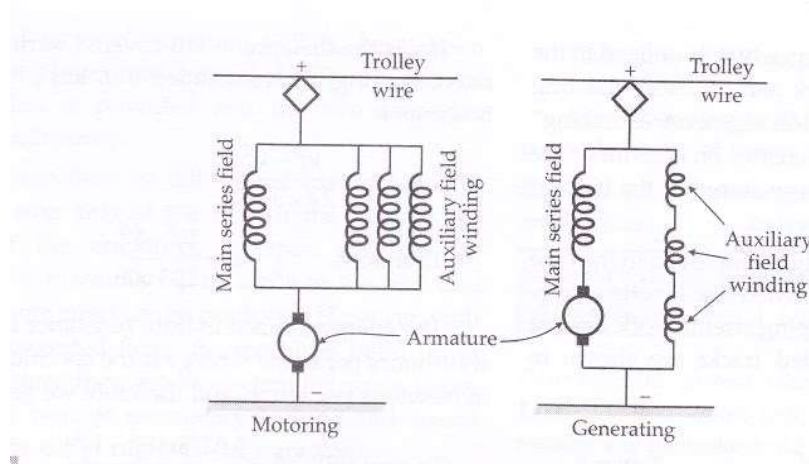 +
Trolley
wire
Main series field
Auxiliary field
winding
Armature
−
Motoring
+
Trolley
wire
Main series field
Auxiliary
field
winding
−
Generating